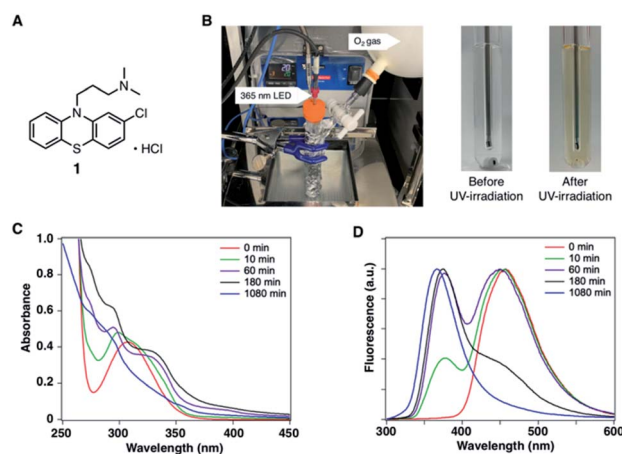 A
N
N
Cl
S
• HCl
1
B
O2 gas
365 nm LED
Before
UV-irradiation
After
UV-irradiation
C
1.0
0.8
0.6
0.4
0.2
0
250 300 350 400 450
Wavelength (nm)
Absorbance
0 min
10 min
60 min
180 min
1080 min
D
300 400 500 600
Wavelength (nm)
Fluorescence (a.u.)
0 min
10 min
60 min
180 min
1080 min